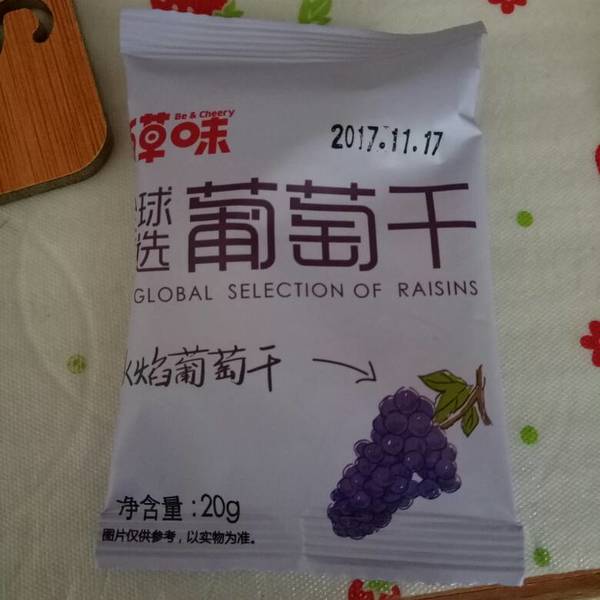 Be & Cheery
草味
2017.11.17
球选 葡萄干
GLOBAL SELECTION OF RAISINS
火焰葡萄干
净含量:20g
图片仅供参考,以实物为准。